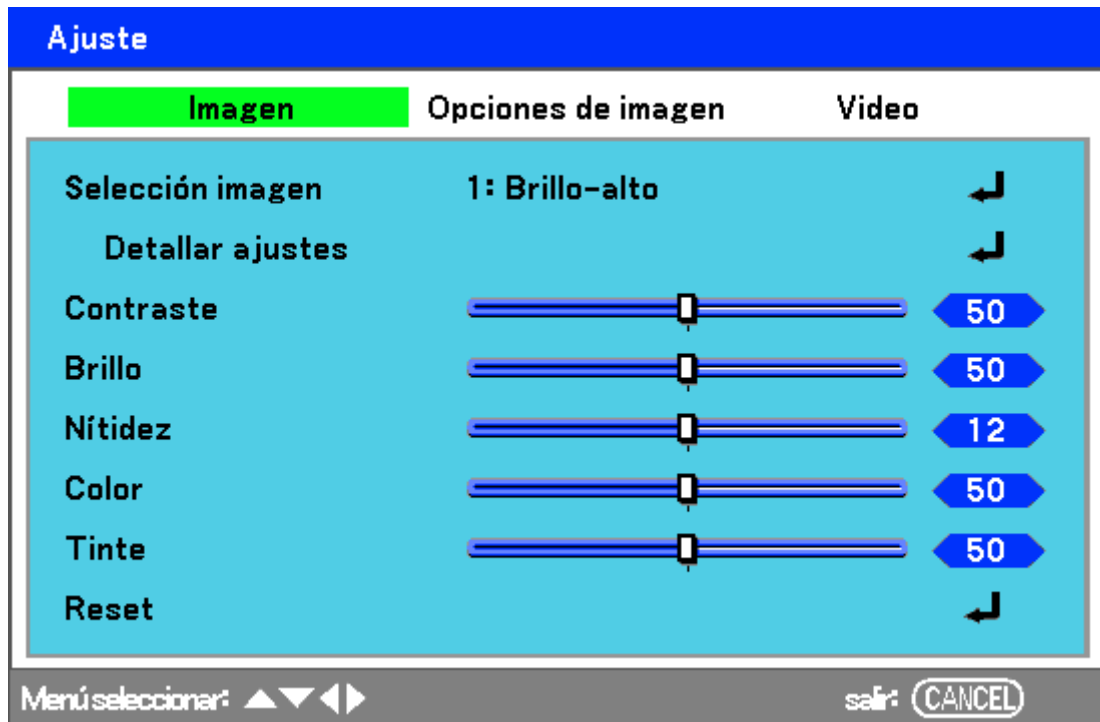 Ajuste
Imagen Opciones de imagen Video
Selección imagen 1: Brillo-alto
Detallar ajustes
Contraste 50
Brillo 50
Nítidez 12
Color 50
Tinte 50
Reset
Menú seleccionar: salir: CANCEL